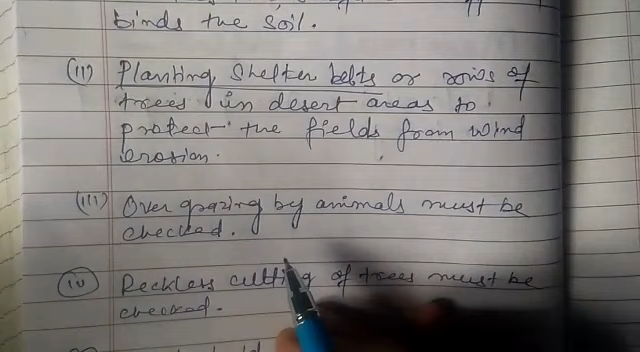 binds the soil.
(II) Planting Shelter belts or rows of
trees in desert areas to
protect the fields from wind
erosion.
(III) Over grazing by animals must be
checked.
(iv) Reckless cutting of trees must be
checked.